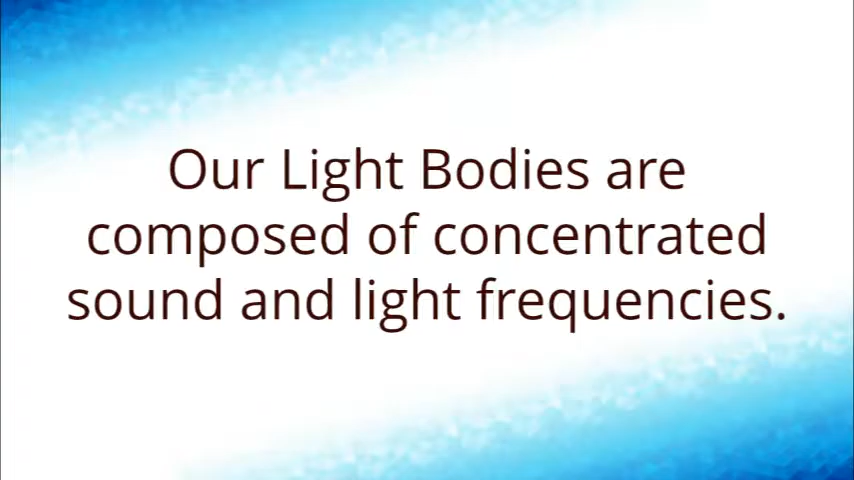 Our Light Bodies are
composed of concentrated
sound and light frequencies.